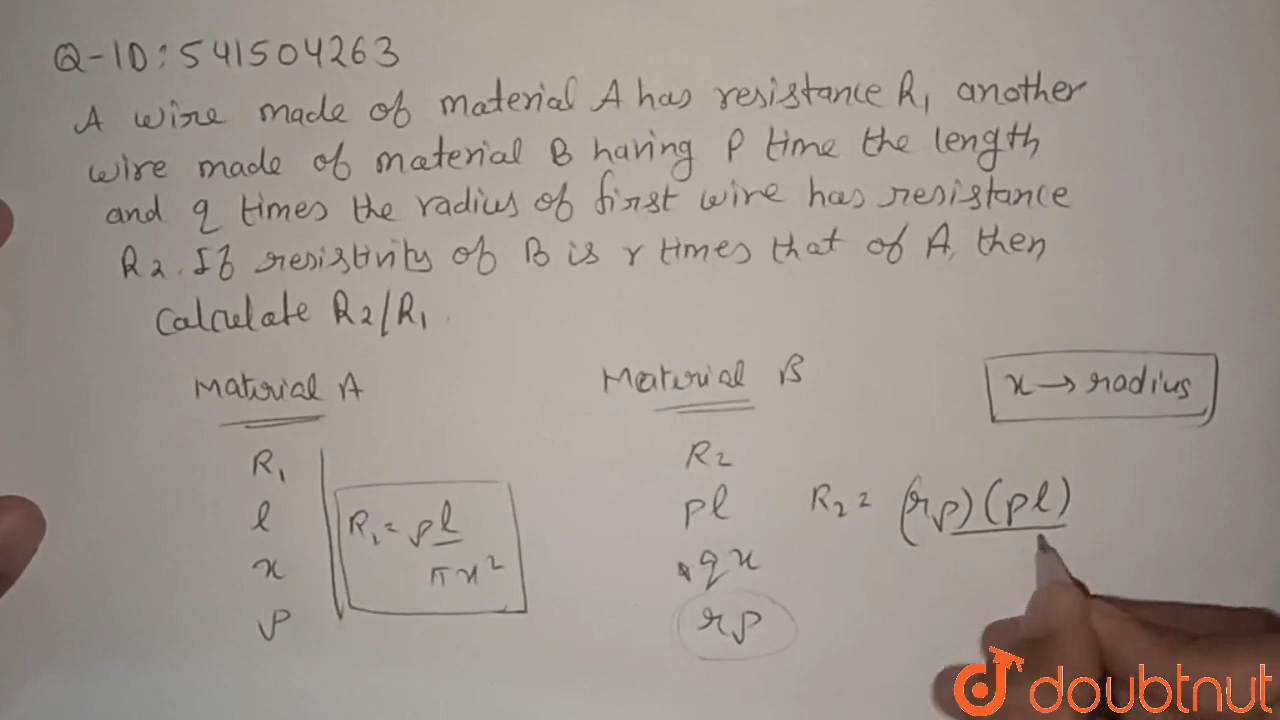 Q-ID: 541504263
A wire made of material A has resistance R₁ another
wire made of material B having P time the length
and q times the radius of first wire has resistance
R2. If resistivity of B is r times that of A, then
Calculate R2/R₁.
Material A
R₁
l
x
ρ
R₁ = ρl
πx²
Material B
R2
pl
qx
rρ
x → radius
R₂ = (rρ)(pl)
doubtnut